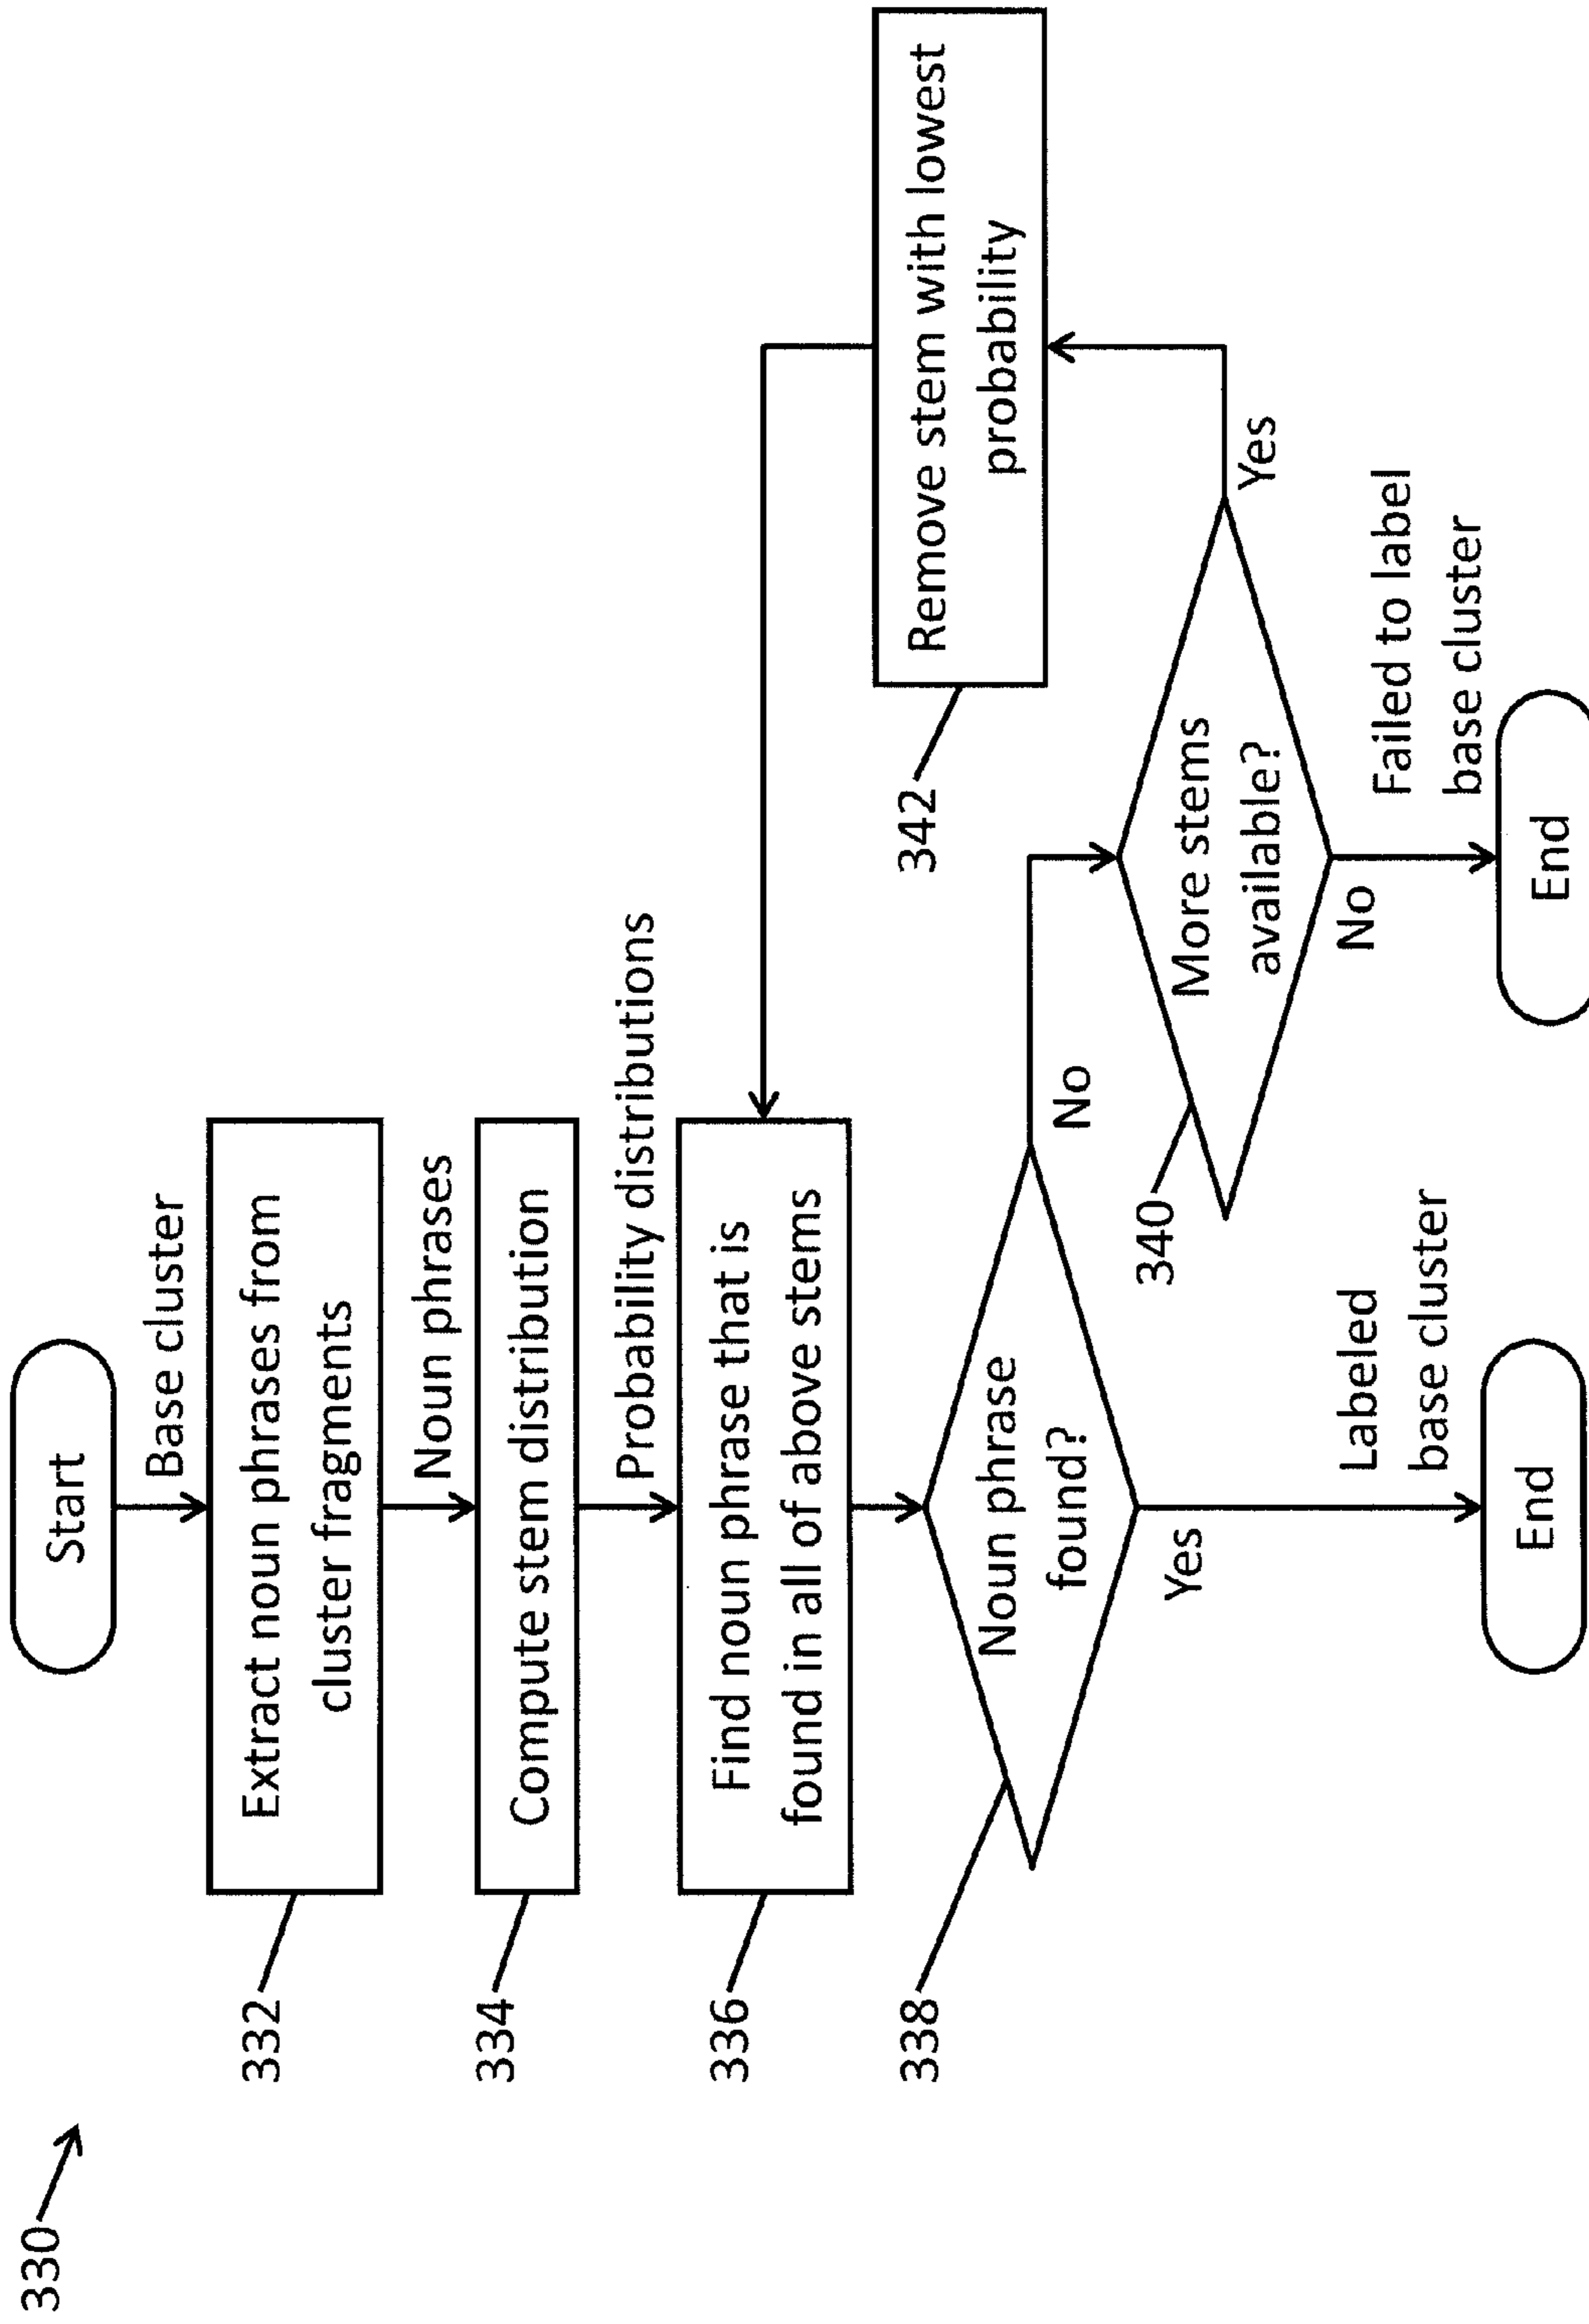 330
Start
Base cluster
332
Extract noun phrases from
cluster fragments
Noun phrases
334
Compute stem distribution
Probability distributions
336
Find noun phrase that is
found in all of above stems
338
Noun phrase
found?
No
Yes
Labeled
base cluster
End
340
More stems
available?
Yes
No
Failed to label
base cluster
End
342
Remove stem with lowest
probability